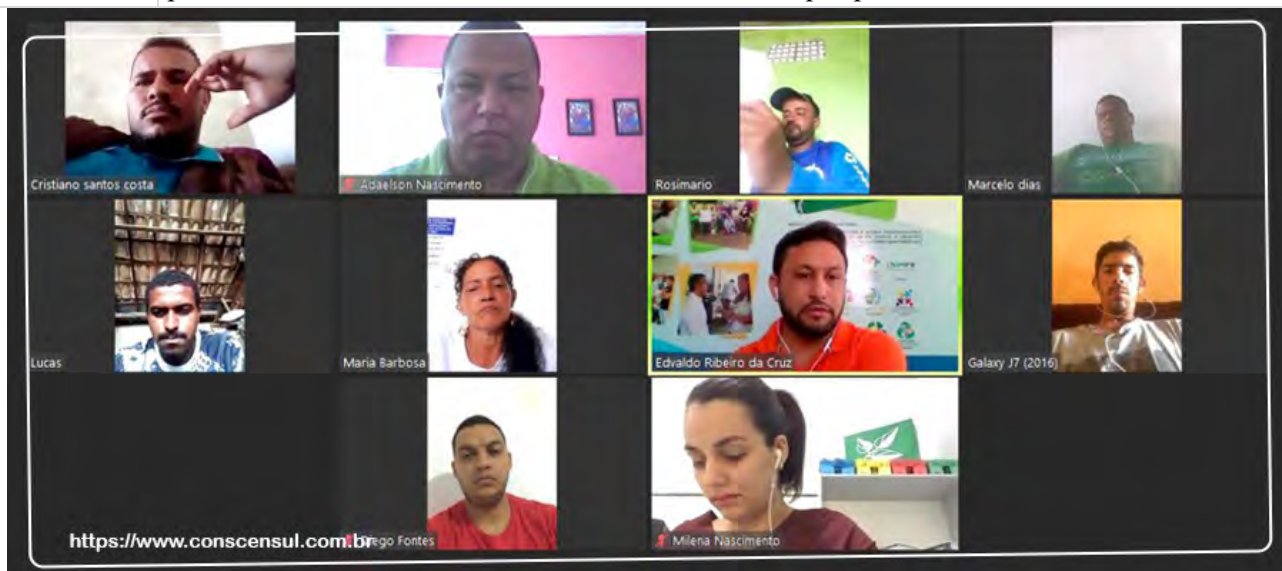 Cristiano santos costa
Adaelson Nascimento
Rosimario
Marcelo dias
Lucas
Maria Barbosa
Edvaldo Ribeiro da Cruz
Galaxy J7 (2016)
https://www.conscensul.com.br
Diego Fontes
Milena Nascimento